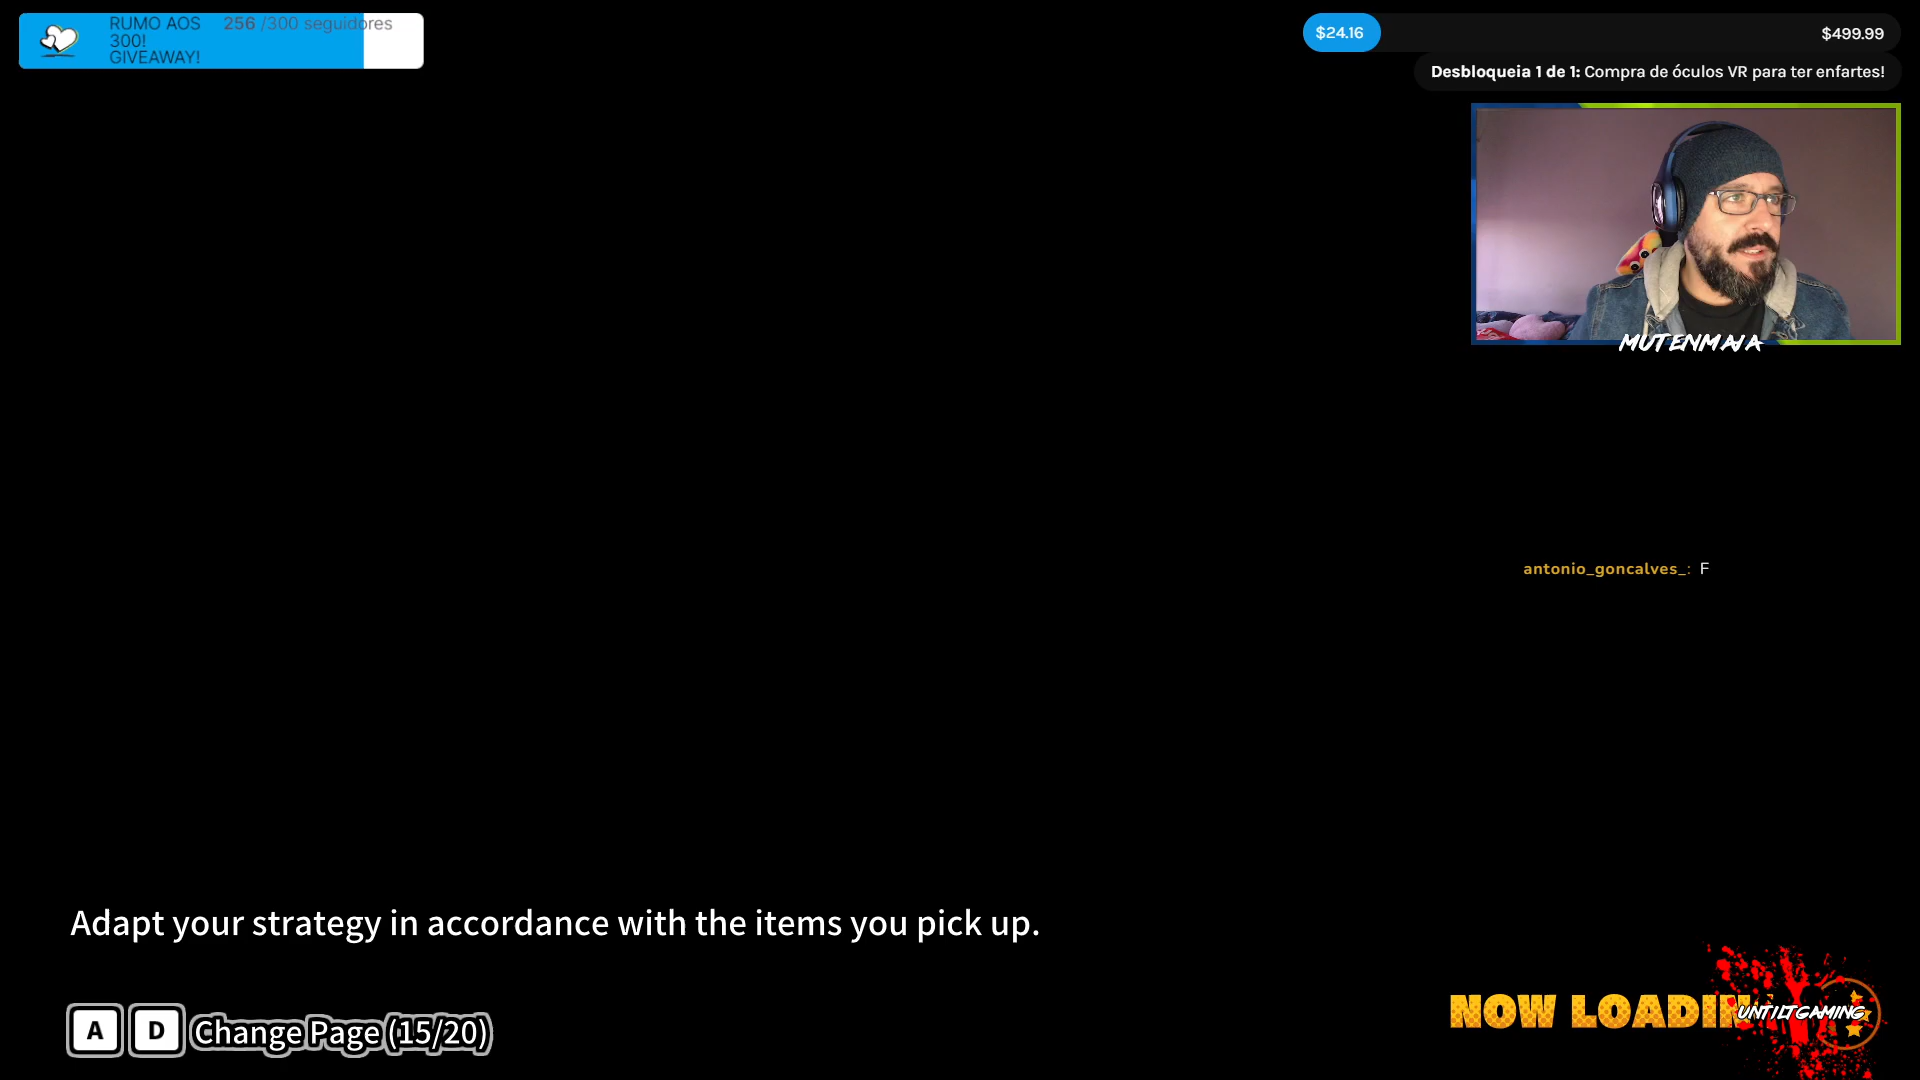 RUMO AOS 300! GIVEAWAY!
256 /300 seguidores
$24.16
$499.99
Desbloqueia 1 de 1: Compra de óculos VR para ter enfartes!
MUTENMAJA
antonio_goncalves_: F
Adapt your strategy in accordance with the items you pick up.
A D Change Page (15/20)
NOW LOADIN
UNTILTGAMING